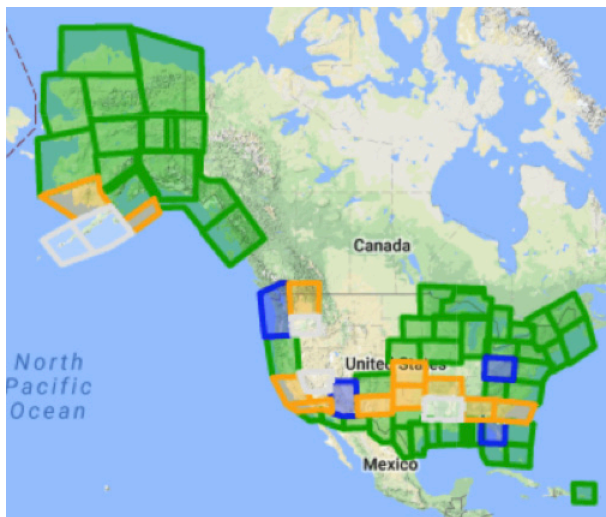 Canada
North
Pacific
Ocean
United States
Mexico